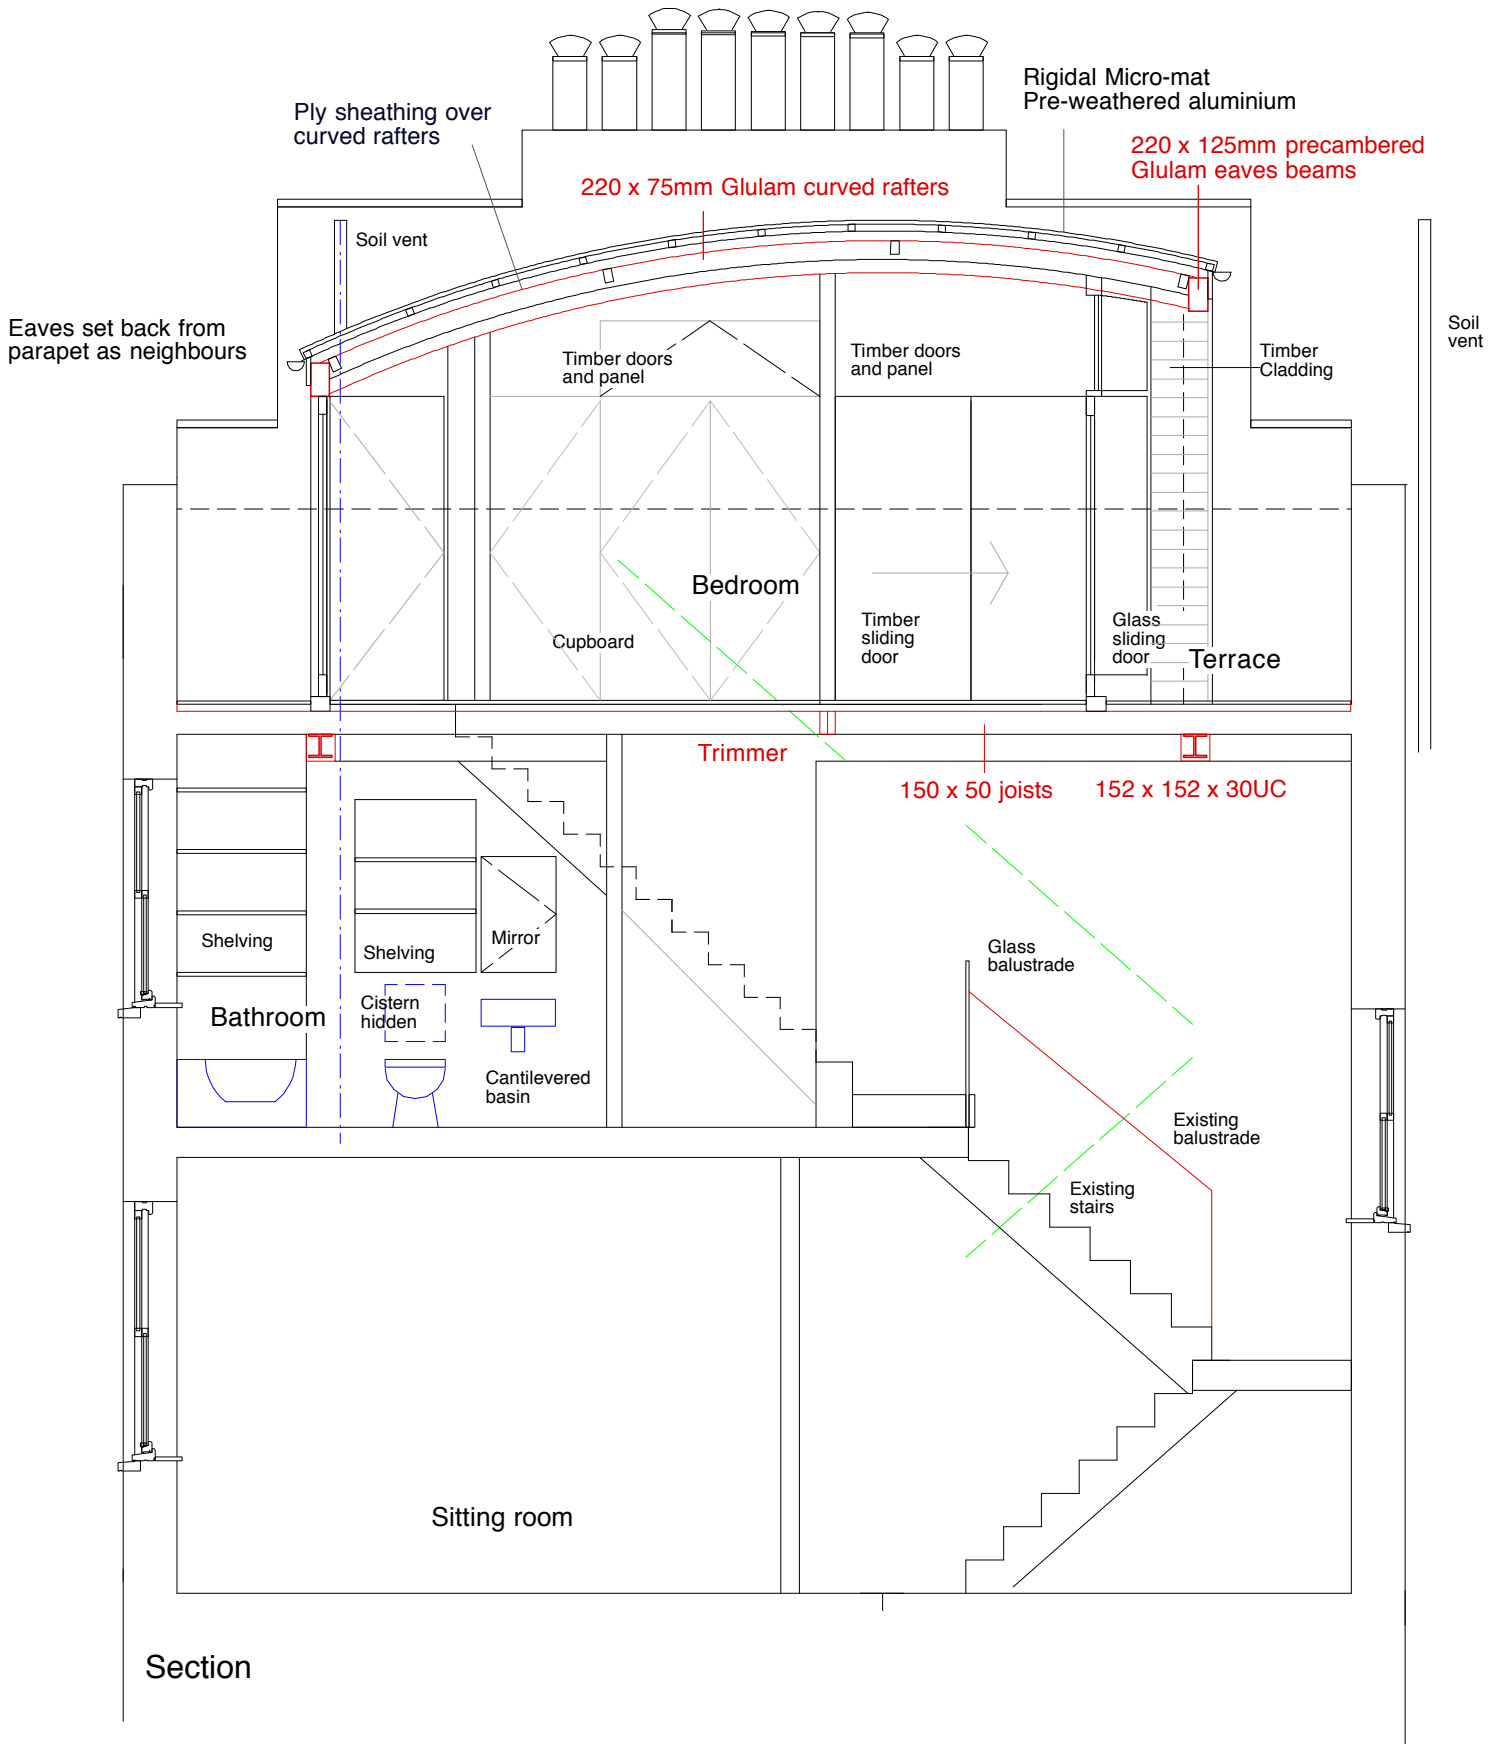 Rigidal Micro-mat
Pre-weathered aluminium
Ply sheathing over
curved rafters
220 x 125mm precambered
Glulam eaves beams
220 x 75mm Glulam curved rafters
Soil vent
Eaves set back from
parapet as neighbours
Soil
vent
Timber doors
and panel
Timber doors
and panel
Timber
Cladding
Bedroom
Cupboard
Timber
sliding
door
Glass
sliding
door
Terrace
Trimmer
150 x 50 joists
152 x 152 x 30UC
Shelving
Shelving
Mirror
Glass
balustrade
Bathroom
Cistern
hidden
Cantilevered
basin
Existing
balustrade
Existing
stairs
Sitting room
Section